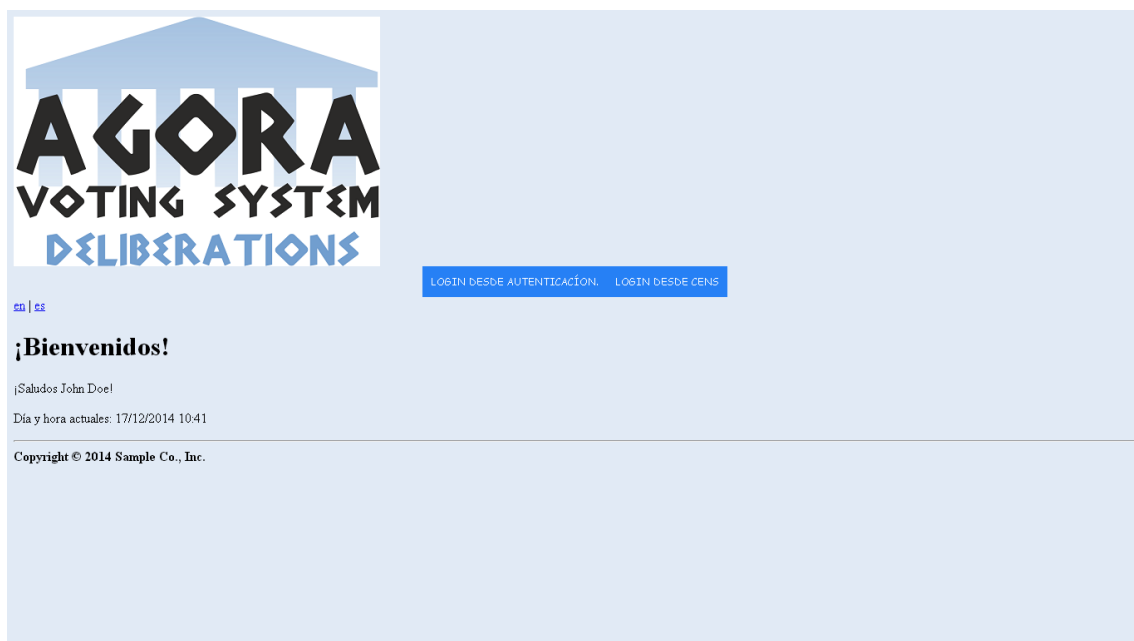 AGORA
VOTING SYSTEM
DELIBERATIONS
LOGIN DESDE AUTENTICACÍON. LOGIN DESDE CENS
en | es
¡Bienvenidos!
¡Saludos John Doe!
Día y hora actuales: 17/12/2014 10:41
Copyright © 2014 Sample Co., Inc.